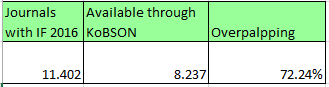 Journals with IF 2016
Available through KoBSON
Overpalpping
11.402
8.237
72.24%